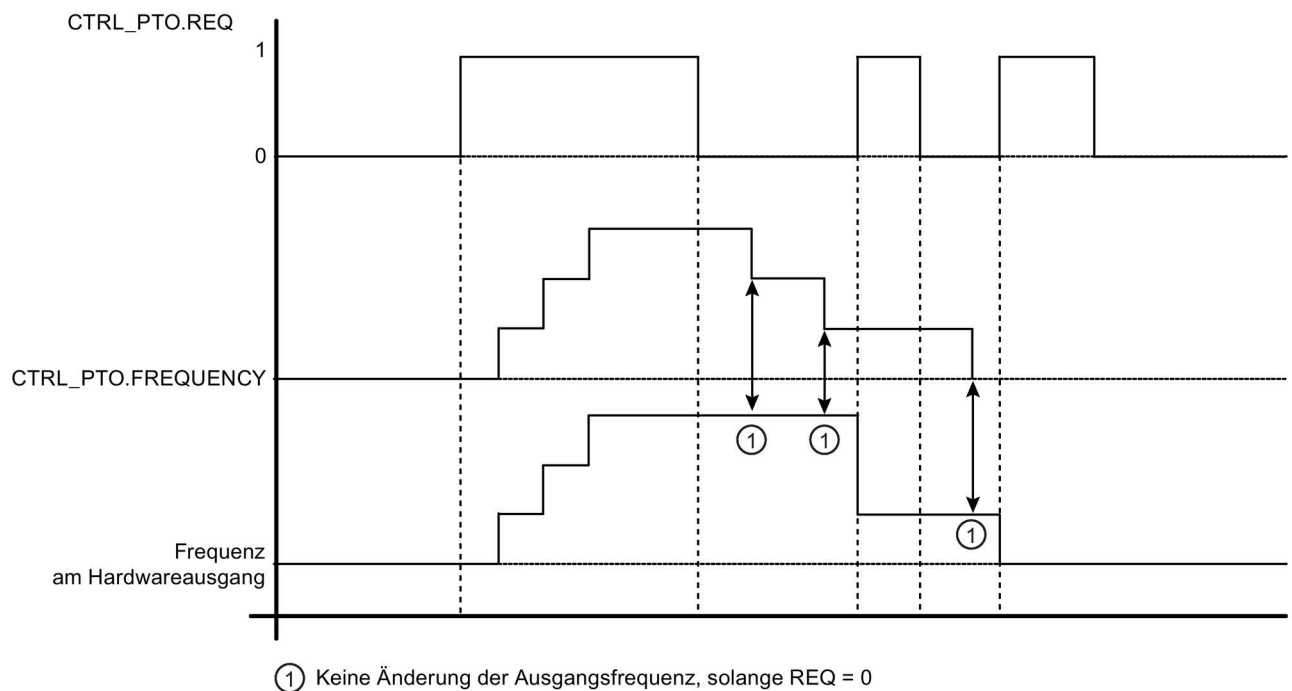 CTRL_PTO.REQ
1
0
CTRL_PTO.FREQUENCY
1
1
1
Frequenz
am Hardwareausgang
1 Keine Änderung der Ausgangsfrequenz, solange REQ = 0